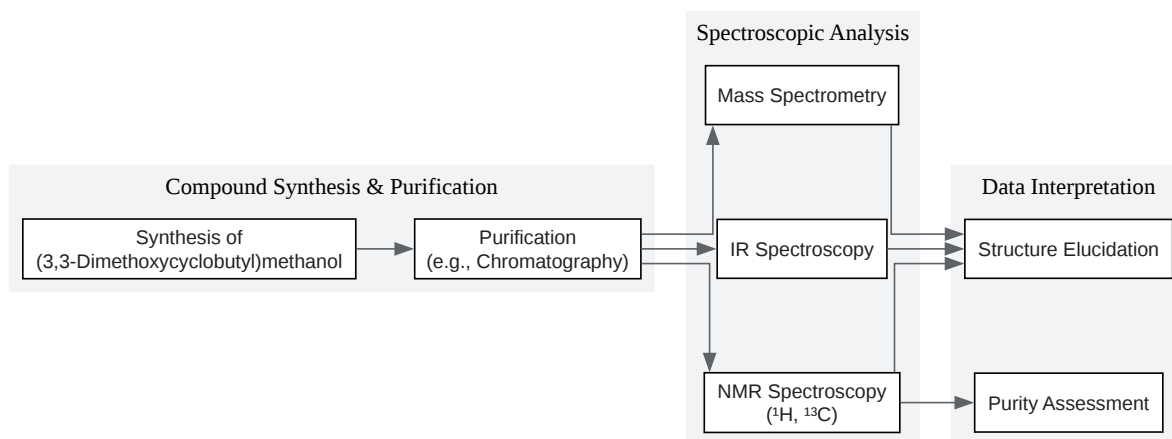 Spectroscopic Analysis
Mass Spectrometry
Compound Synthesis & Purification
Data Interpretation
Synthesis of
(3,3-Dimethoxycyclobutyl)methanol
Purification
(e.g., Chromatography)
IR Spectroscopy
Structure Elucidation
NMR Spectroscopy
(¹H, ¹³C)
Purity Assessment